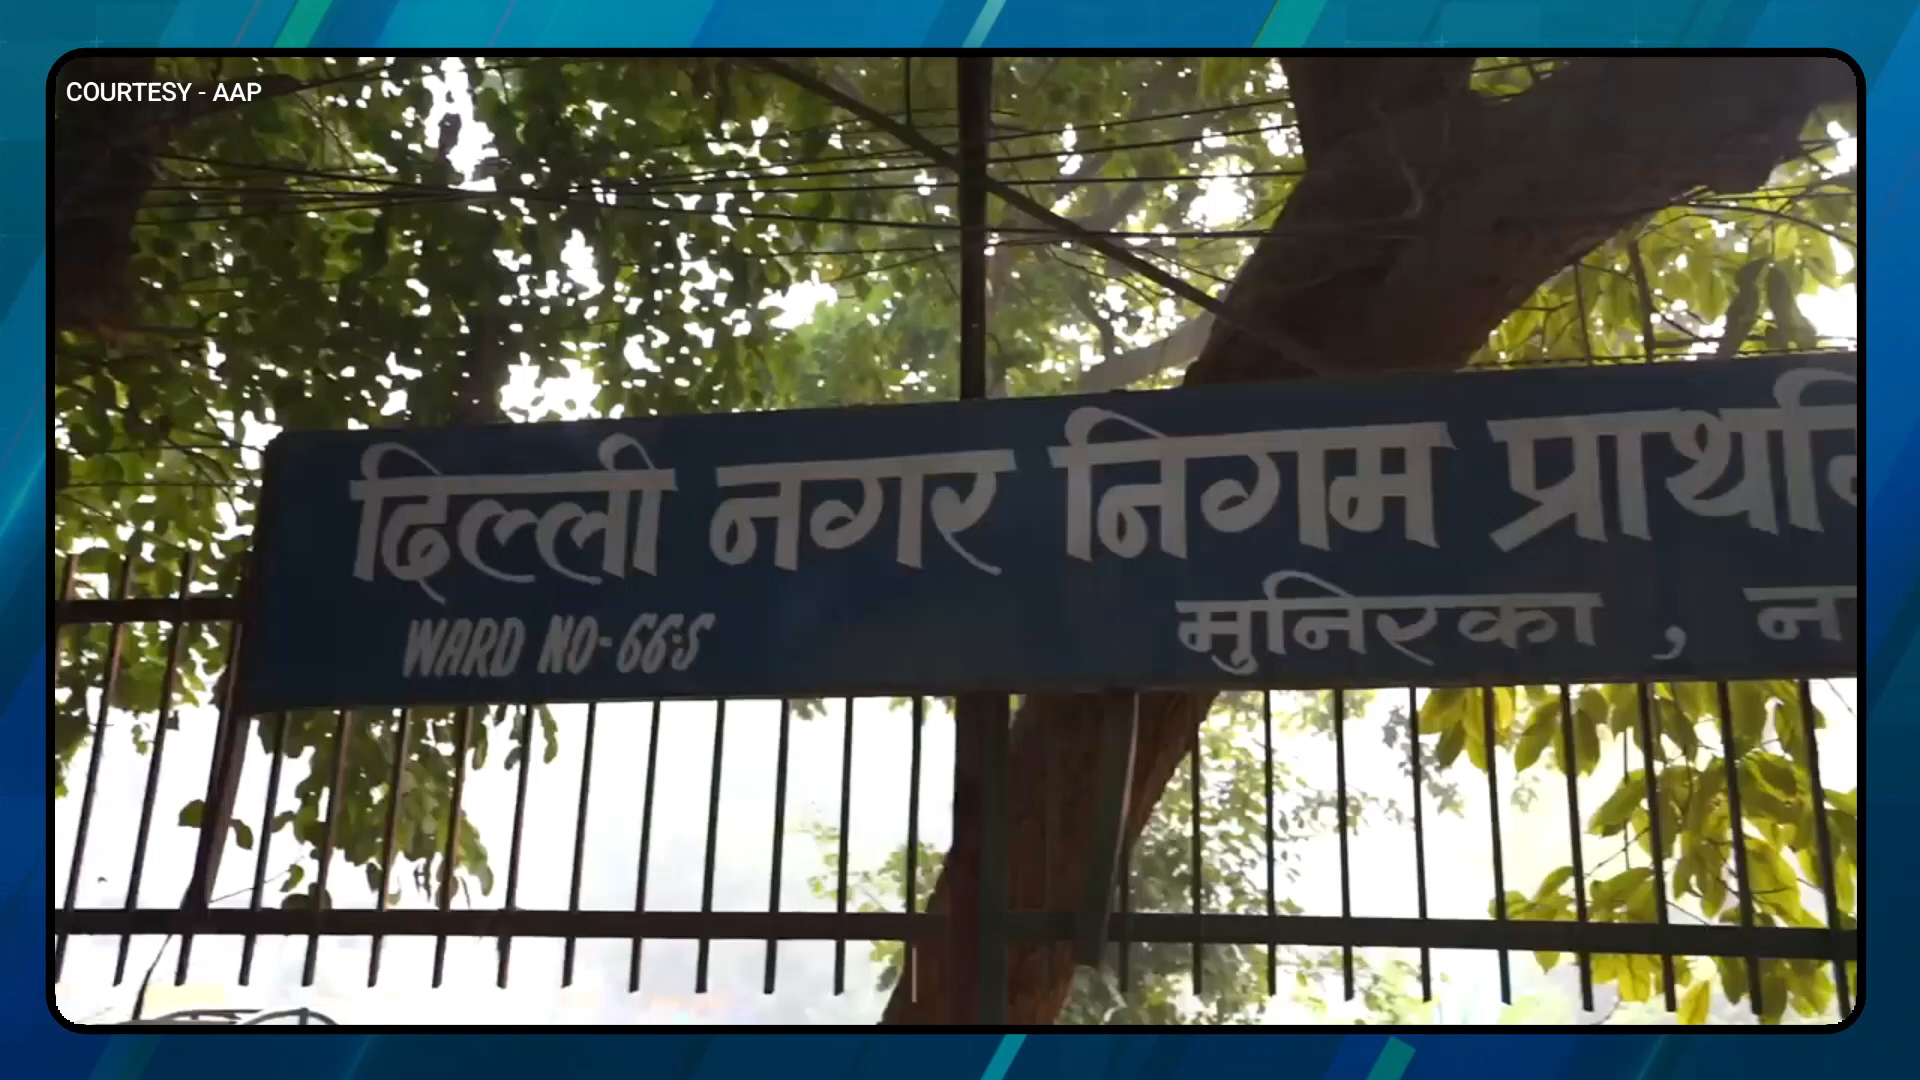 COURTESY - AAP
दिल्ली नगर निगम
WARD NO-66-S
मुनिरका ,